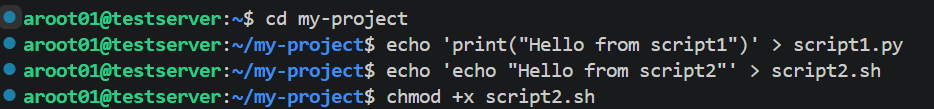 aroot01@testserver:~$ cd my-project
aroot01@testserver:~/my-project$ echo 'print("Hello from script1")' > script1.py
aroot01@testserver:~/my-project$ echo 'echo "Hello from script2"' > script2.sh
aroot01@testserver:~/my-project$ chmod +x script2.sh